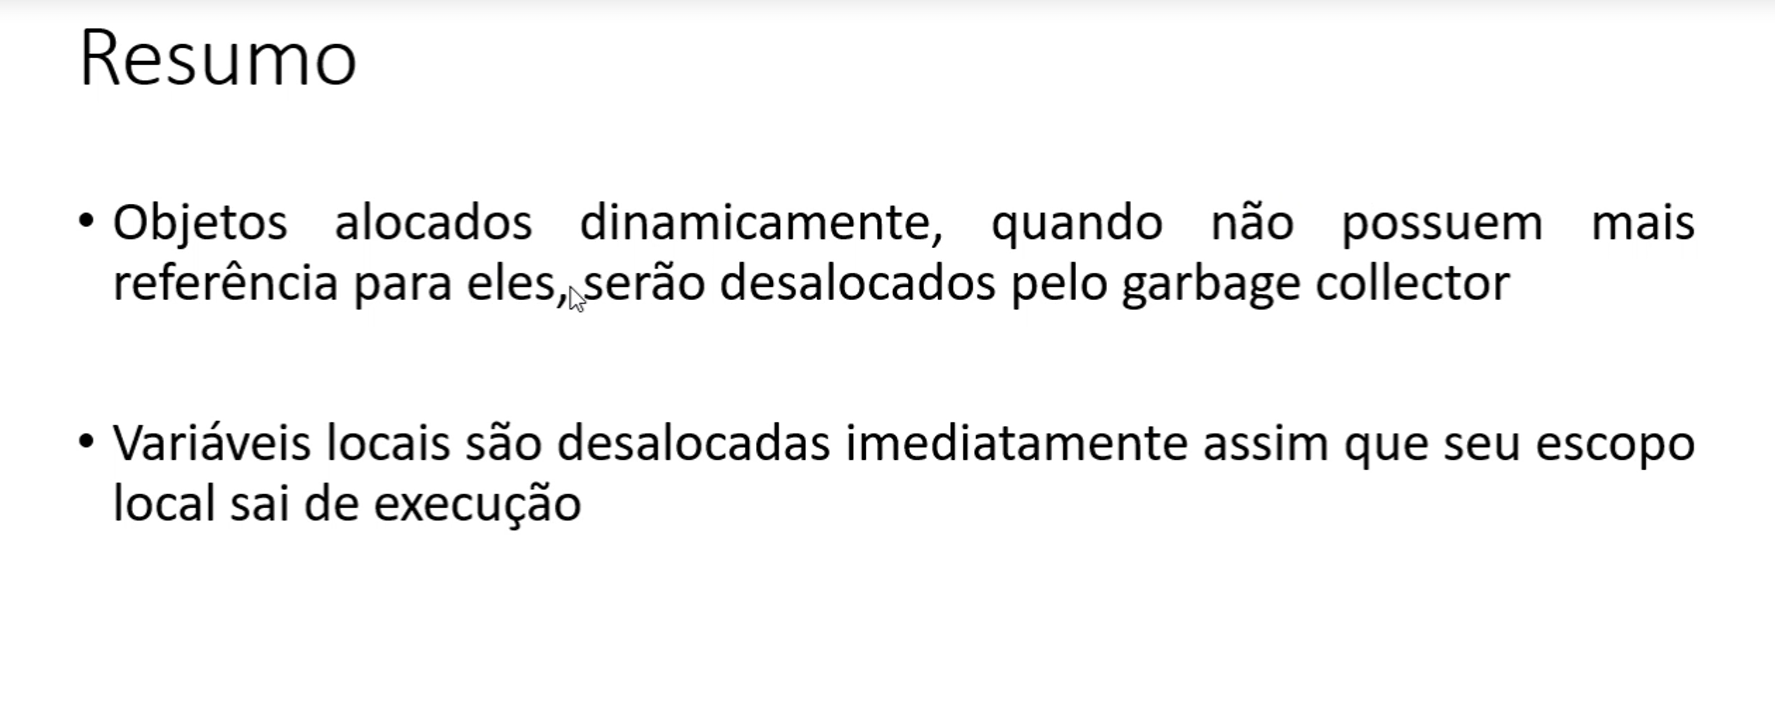 Resumo
• Objetos alocados dinamicamente, quando não possuem mais
referência para eles, serão desalocados pelo garbage collector
• Variáveis locais são desalocadas imediatamente assim que seu escopo
local sai de execução